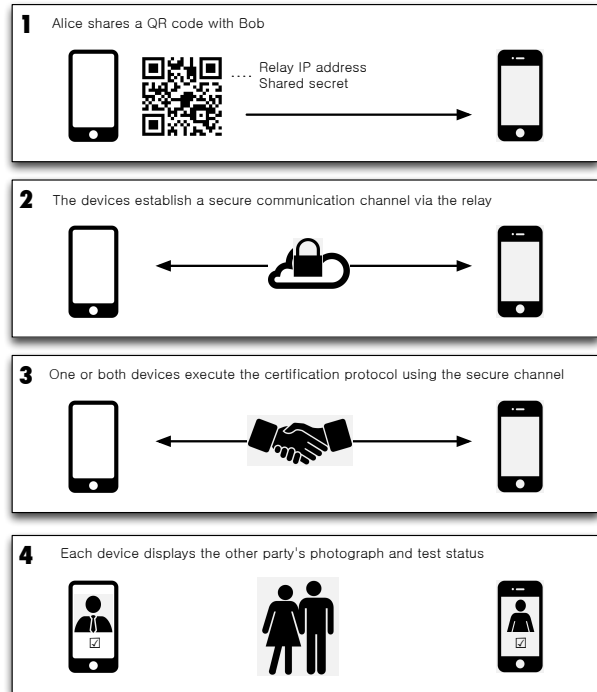 1 Alice shares a QR code with Bob
.... Relay IP address
Shared secret
2 The devices establish a secure communication channel via the relay
3 One or both devices execute the certification protocol using the secure channel
4 Each device displays the other party's photograph and test status